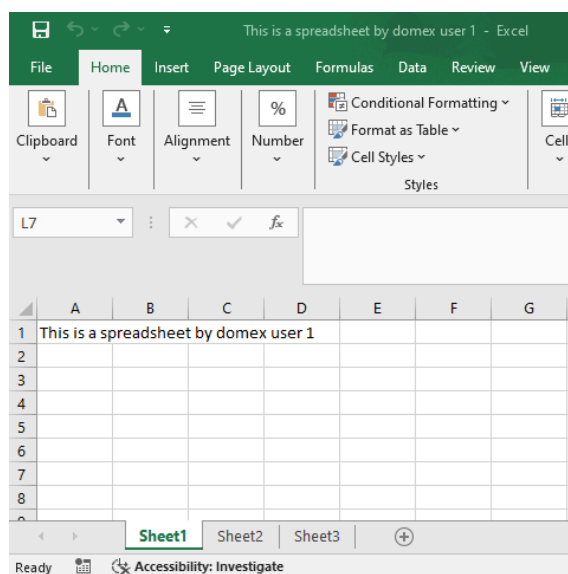 This is a spreadsheet by domex user 1 - Excel
File Home Insert Page Layout Formulas Data Review View
Clipboard Font Alignment Number
Conditional Formatting
Format as Table
Cell Styles
Cell
Styles
L7 fx
A B C D E F G
1 This is a spreadsheet by domex user 1
2
3
4
5
6
7
8
Sheet1 Sheet2 Sheet3
Ready Accessibility: Investigate